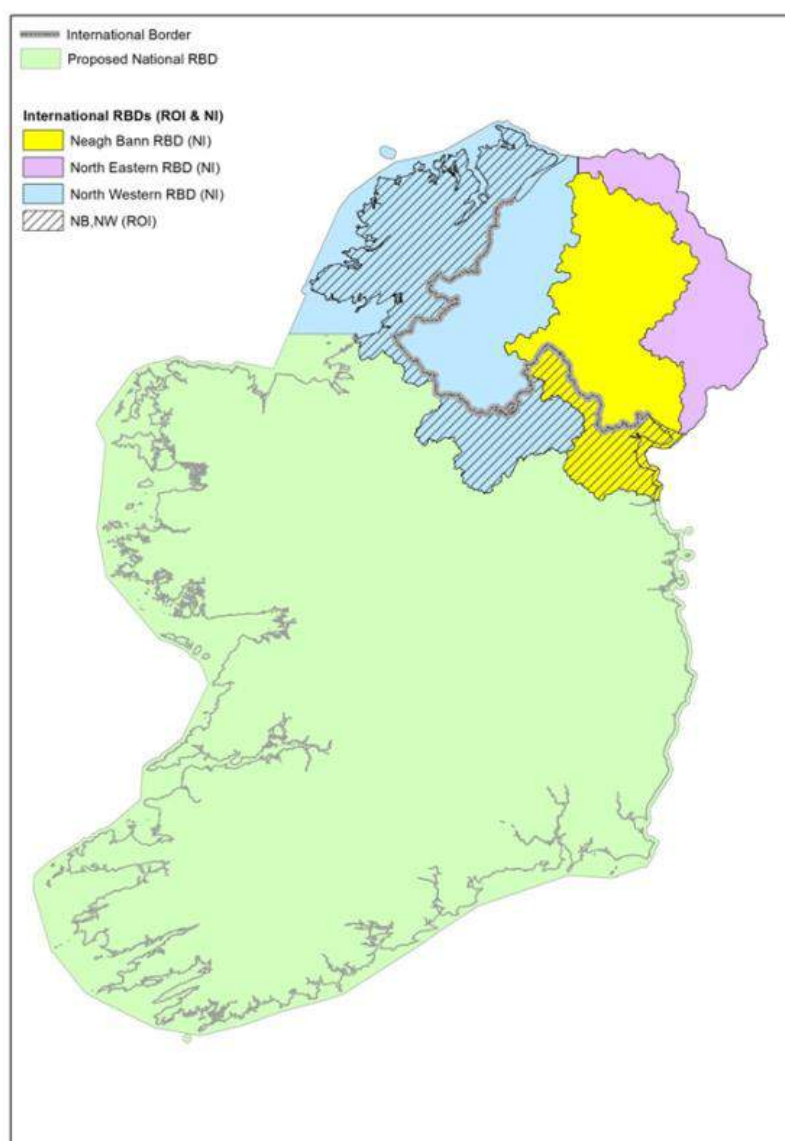 International Border
Proposed National RBD
International RBDs (ROI & NI)
Neagh Bann RBD (NI)
North Eastern RBD (NI)
North Western RBD (NI)
NB,NW (ROI)